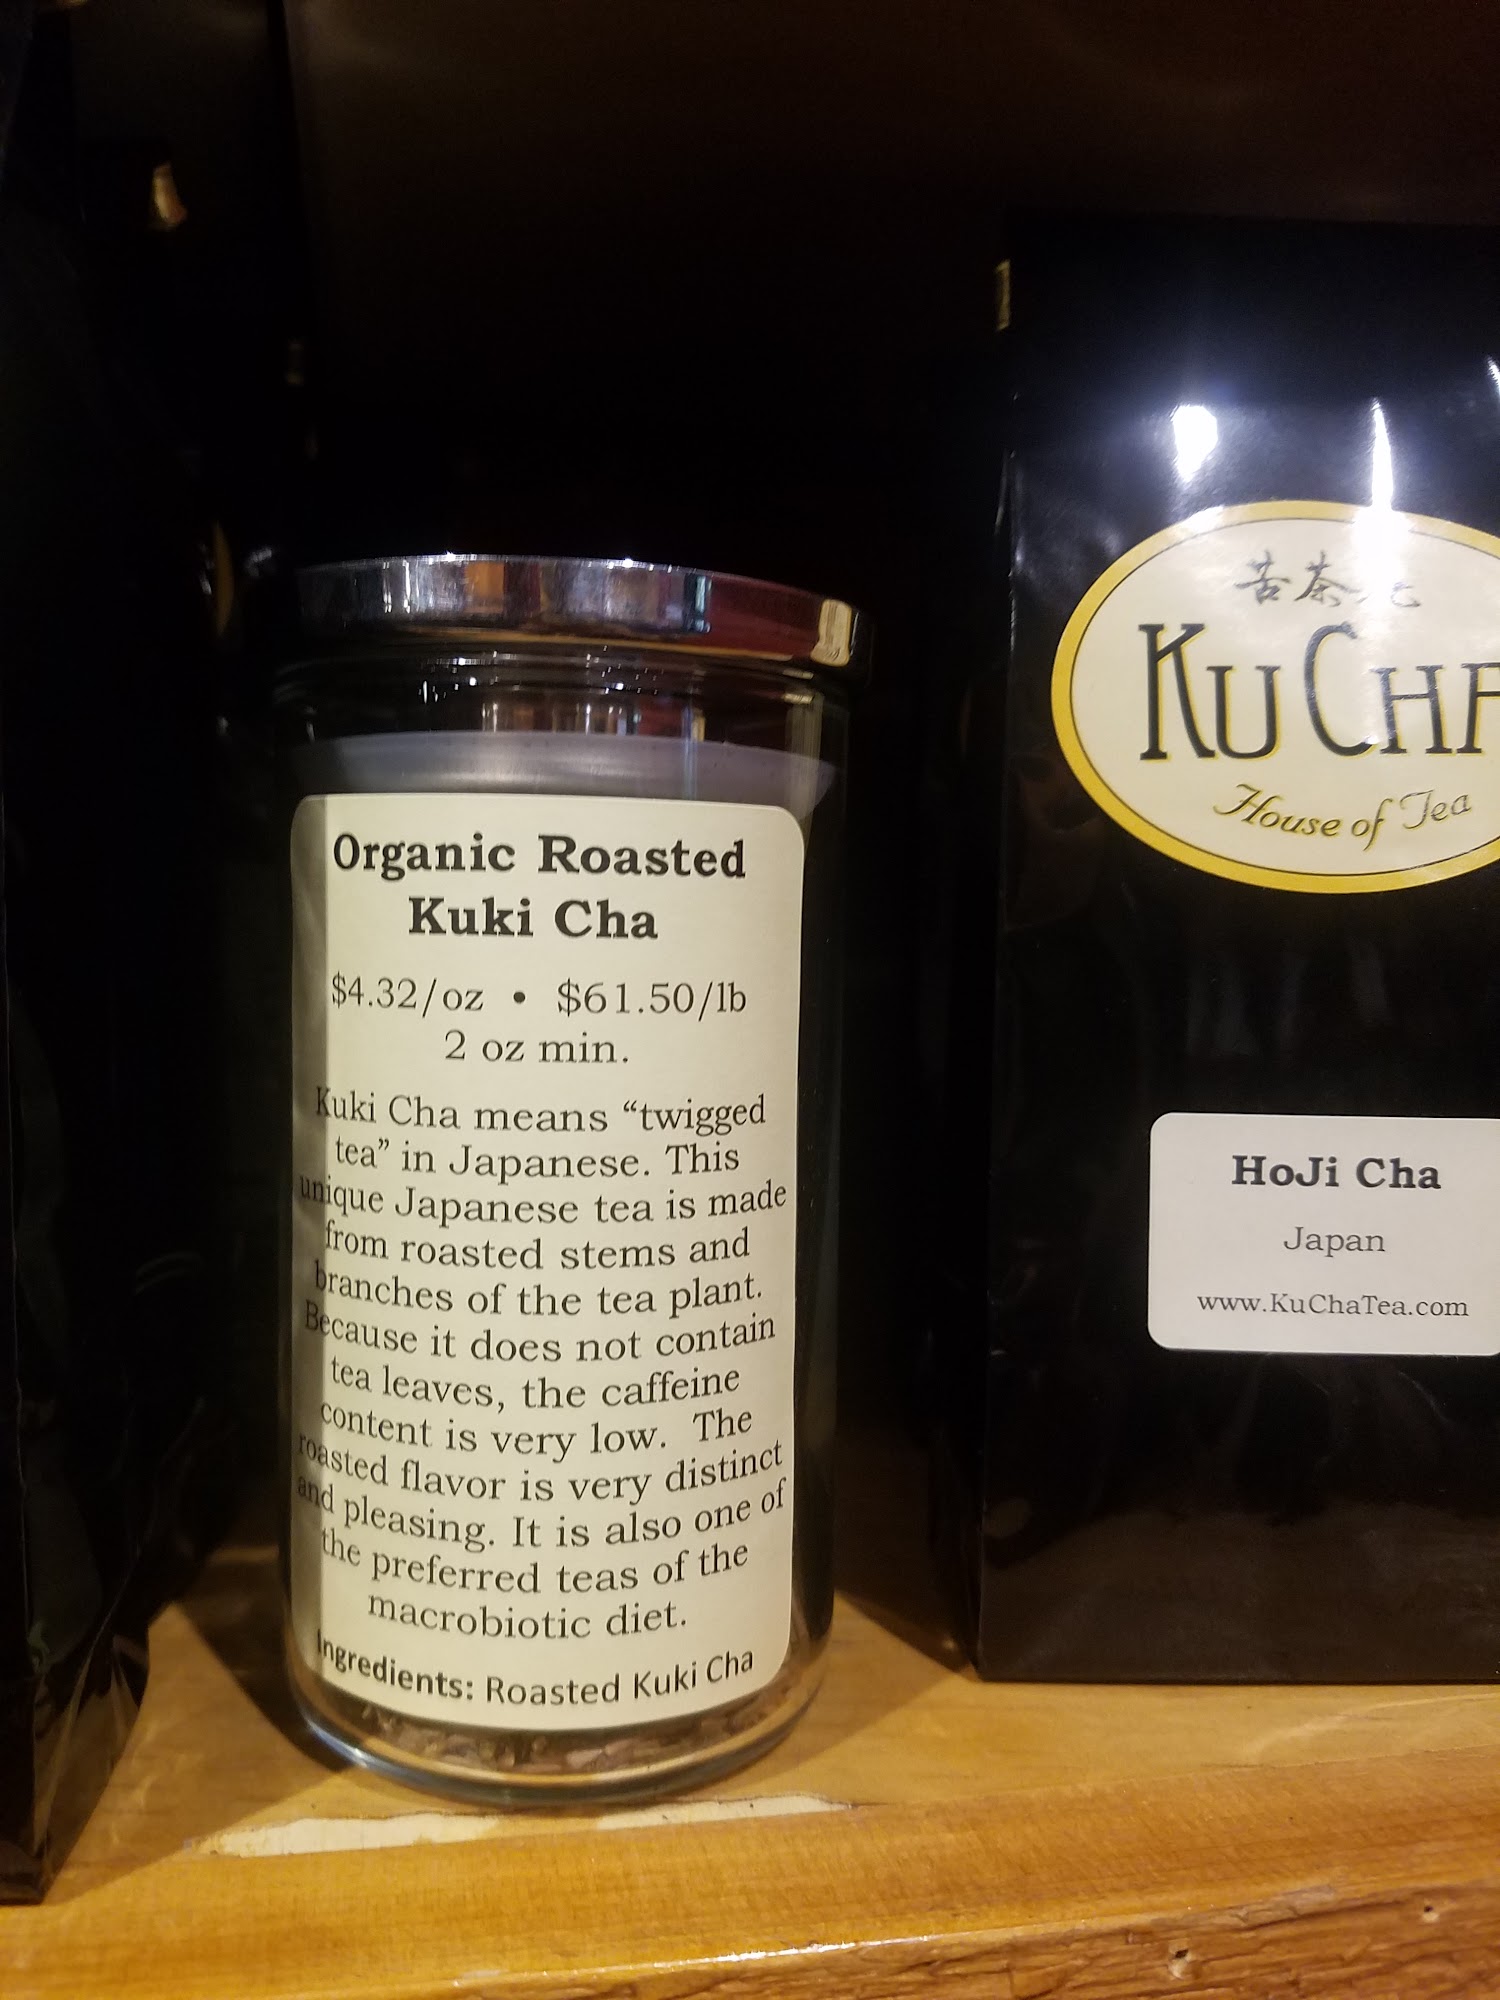 Organic Roasted
Kuki Cha
$4.32/oz • $61.50/lb
2 oz min.
Kuki Cha means “twigged
tea” in Japanese. This
unique Japanese tea is made
from roasted stems and
branches of the tea plant.
Because it does not contain
tea leaves, the caffeine
content is very low. The
roasted flavor is very distinct
and pleasing. It is also one of
the preferred teas of the
macrobiotic diet.
Ingredients: Roasted Kuki Cha
苦茶
KU CHA
House of Tea
HoJi Cha
Japan
www.KuChaTea.com